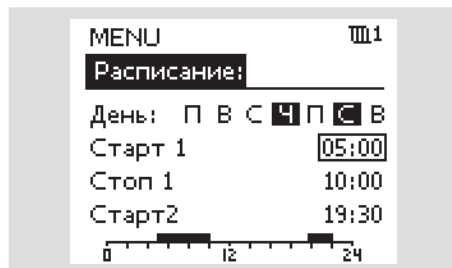 MENU 1
Расписание:
День: П В С Ч П С В
Старт 1 05:00
Стоп 1 10:00
Старт2 19:30
0 12 24